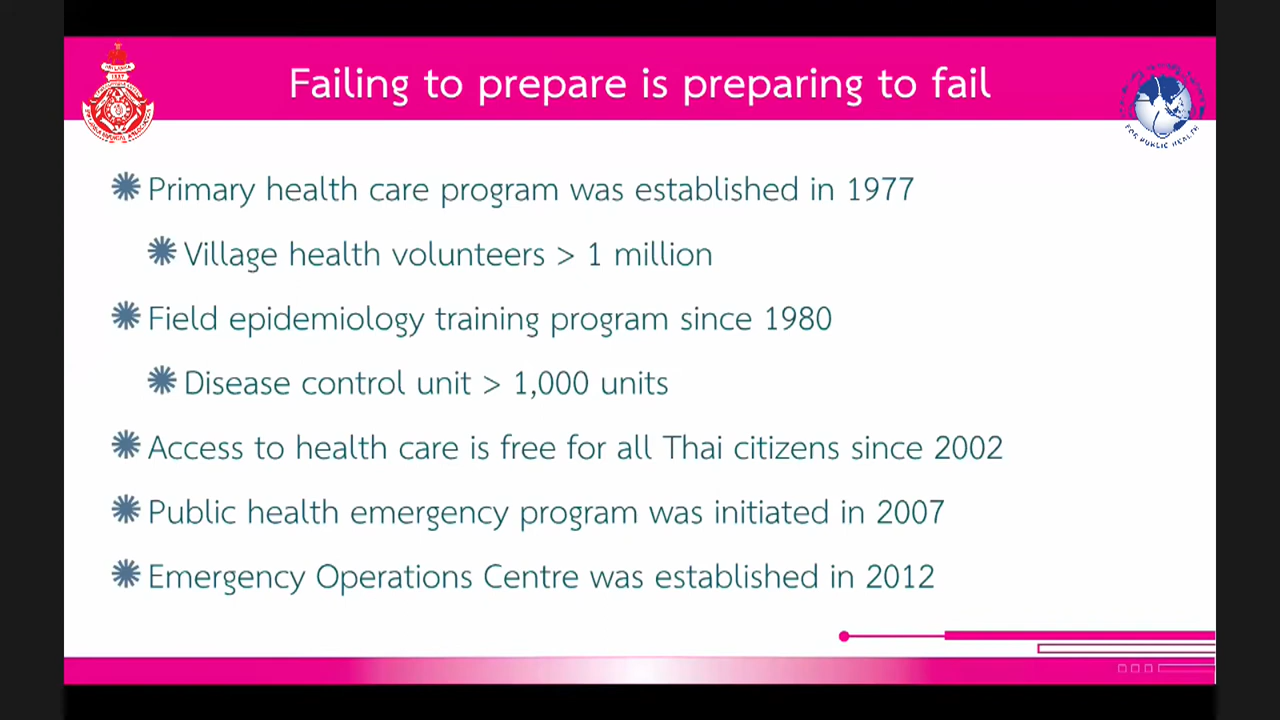 Failing to prepare is preparing to fail
FOR PUBLIC HEALTH
Primary health care program was established in 1977
Village health volunteers > 1 million
Field epidemiology training program since 1980
Disease control unit > 1,000 units
Access to health care is free for all Thai citizens since 2002
Public health emergency program was initiated in 2007
Emergency Operations Centre was established in 2012